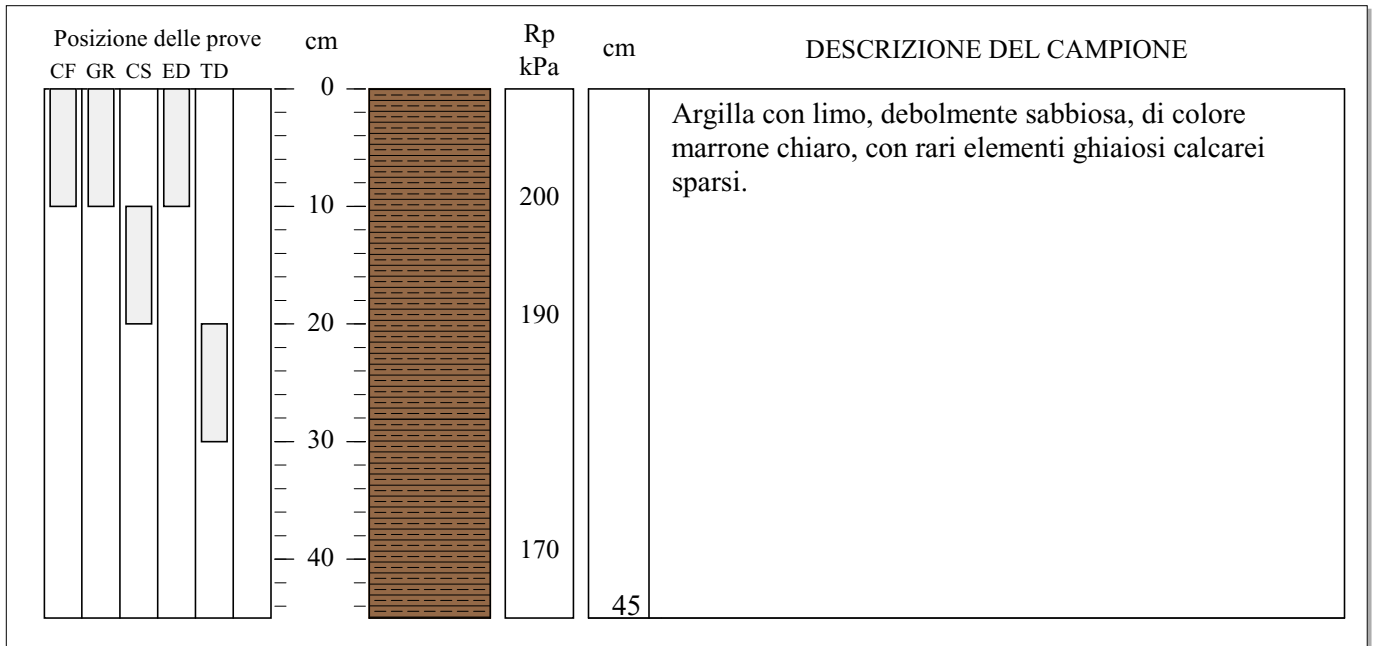 Posizione delle prove
CF GR CS ED TD
cm
Rp
kPa
cm
DESCRIZIONE DEL CAMPIONE
0
Argilla con limo, debolmente sabbiosa, di colore
marrone chiaro, con rari elementi ghiaiosi calcarei
sparsi.
10
200
20
190
30
40
170
45